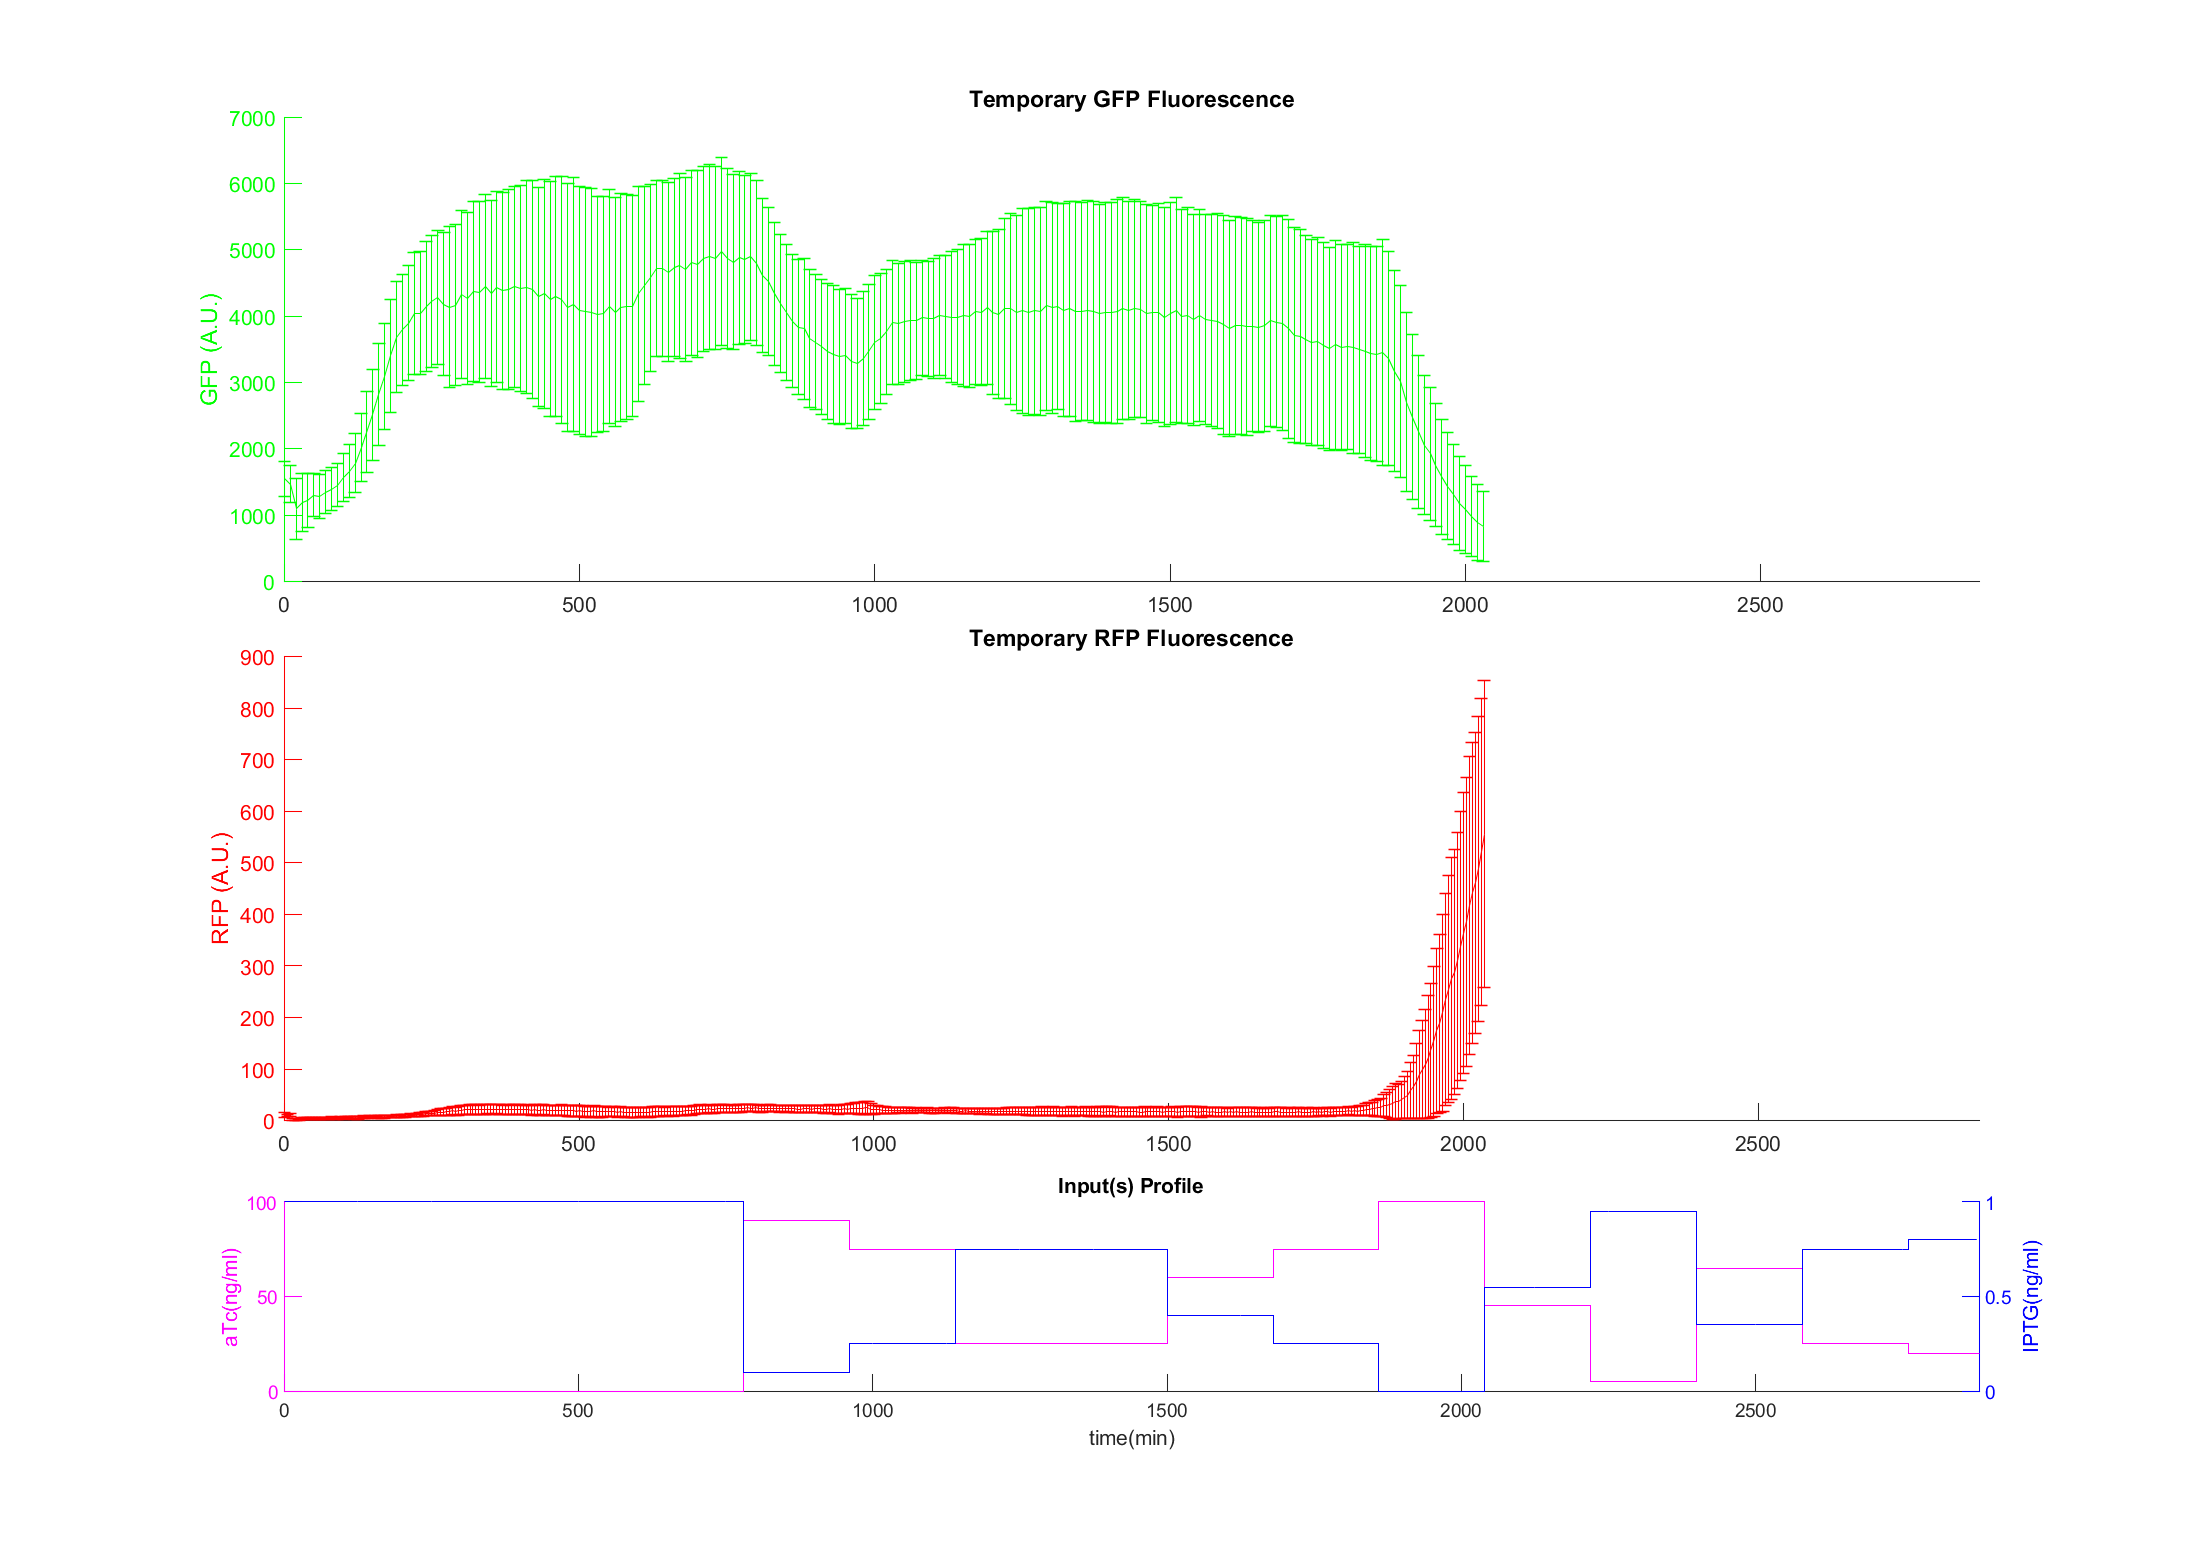 Temporary GFP Fluorescence
7000
6000
5000
4000
3000
2000
1000
0
GFP (A.U.)
0 500 1000 1500 2000 2500
Temporary RFP Fluorescence
900
800
700
600
500
400
300
200
100
0
RFP (A.U.)
0 500 1000 1500 2000 2500
Input(s) Profile
100
50
0
aTc(ng/ml)
1
0.5
0
IPTG(ng/ml)
0 500 1000 1500 2000 2500
time(min)